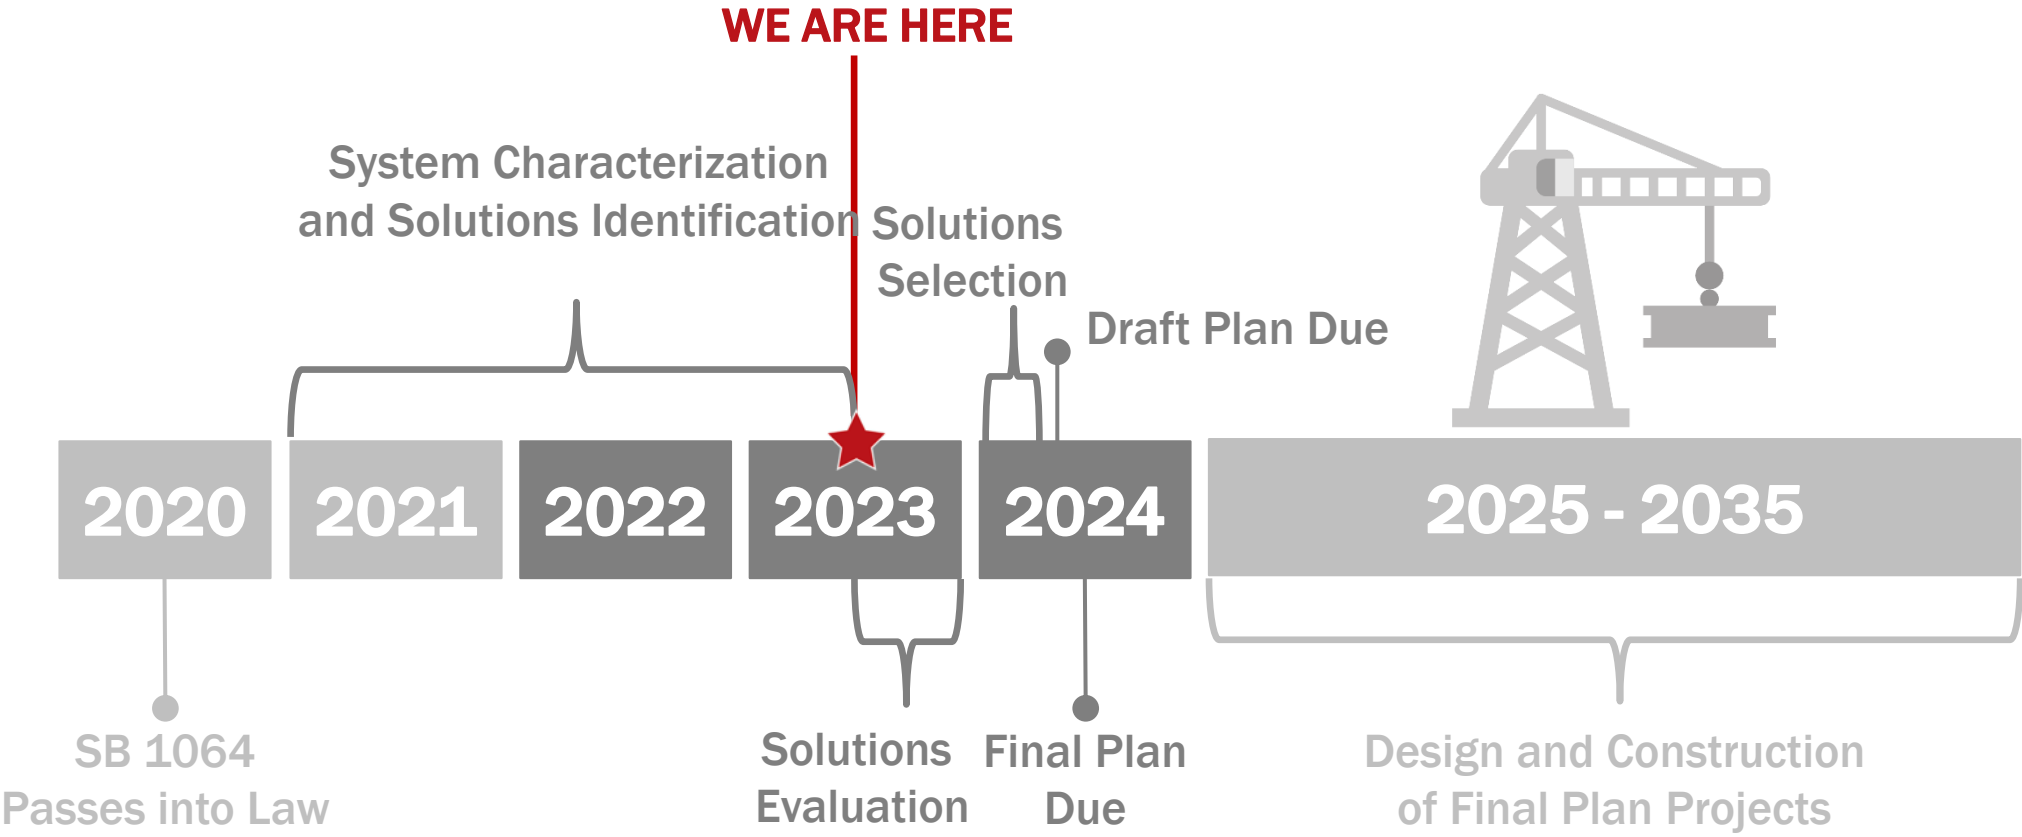 WE ARE HERE
System Characterization
and Solutions Identification
Solutions
Selection
Draft Plan Due
2020
2021
2022
2023
2024
2025 - 2035
SB 1064
Passes into Law
Solutions
Evaluation
Final Plan
Due
Design and Construction
of Final Plan Projects